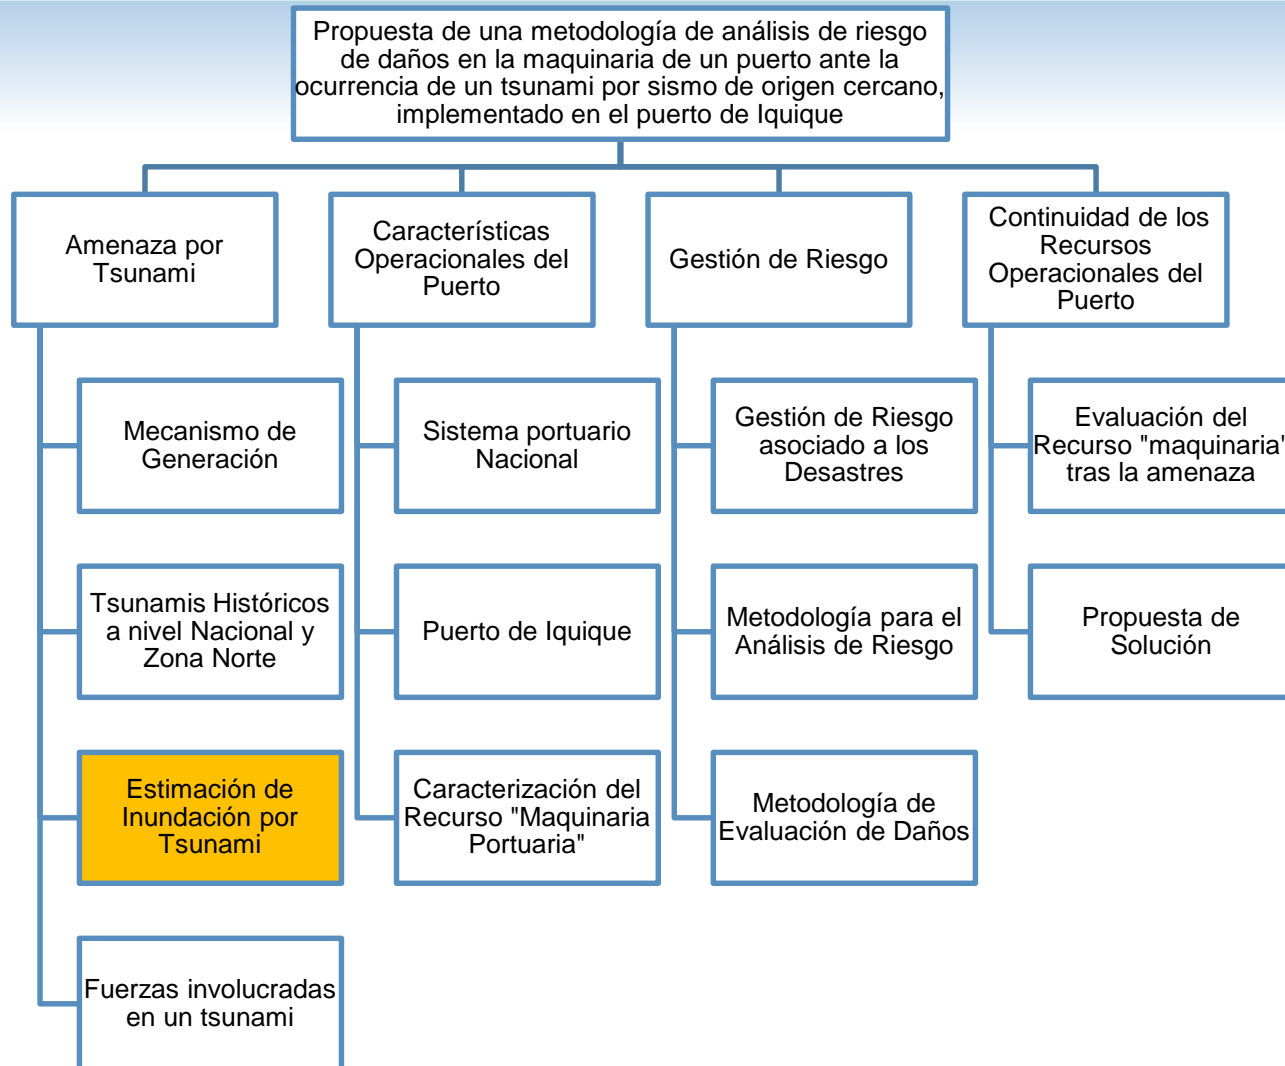 Propuesta de una metodología de análisis de riesgo
de daños en la maquinaria de un puerto ante la
ocurrencia de un tsunami por sismo de origen cercano,
implementado en el puerto de Iquique
Amenaza por
Tsunami
Mecanismo de
Generación
Tsunamis Históricos
a nivel Nacional y
Zona Norte
Estimación de
Inundación por
Tsunami
Fuerzas involucradas
en un tsunami
Características
Operacionales del
Puerto
Sistema portuario
Nacional
Puerto de Iquique
Caracterización del
Recurso "Maquinaria
Portuaria"
Gestión de Riesgo
Gestión de Riesgo
asociado a los
Desastres
Metodología para el
Análisis de Riesgo
Metodología de
Evaluación de Daños
Continuidad de los
Recursos
Operacionales del
Puerto
Evaluación del
Recurso "maquinaria"
tras la amenaza
Propuesta de
Solución